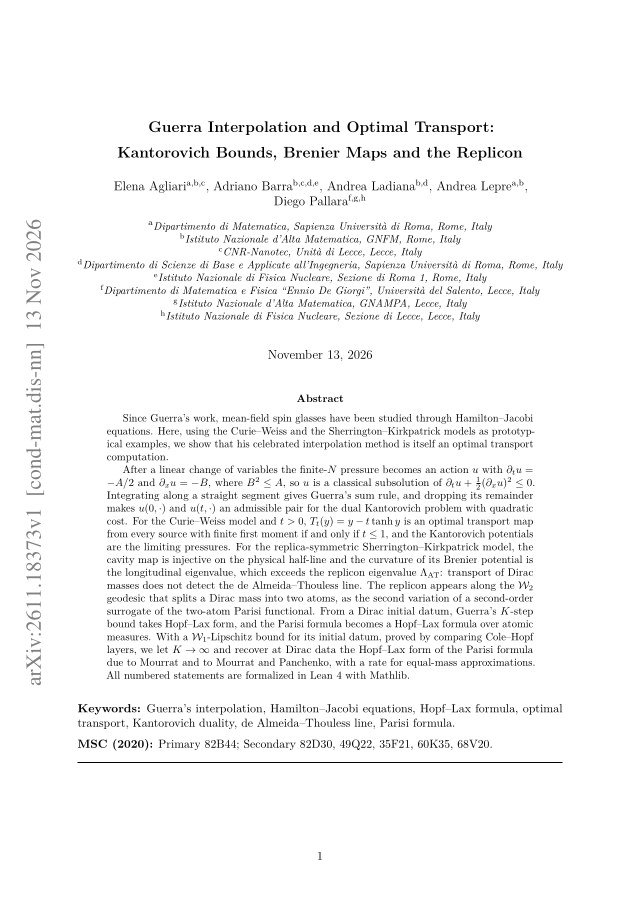 Guerra Interpolation and Optimal Transport:
Kantorovich Bounds, Brenier Maps and the Replicon
Elena Agliari^{a,b,c}, Adriano Barra^{b,c,d,e}, Andrea Ladiana^{b,d}, Andrea Lepre^{a,b},
Diego Pallara^{f,g,h}
^aDipartimento di Matematica, Sapienza Università di Roma, Rome, Italy
^bIstituto Nazionale d'Alta Matematica, GNFM, Rome, Italy
^cCNR-Nanotec, Unità di Lecce, Lecce, Italy
^dDipartimento di Scienze di Base e Applicate all'Ingegneria, Sapienza Università di Roma, Rome, Italy
^eIstituto Nazionale di Fisica Nucleare, Sezione di Roma 1, Rome, Italy
^fDipartimento di Matematica e Fisica “Ennio De Giorgi”, Università del Salento, Lecce, Italy
^gIstituto Nazionale d'Alta Matematica, GNAMPA, Lecce, Italy
^hIstituto Nazionale di Fisica Nucleare, Sezione di Lecce, Lecce, Italy
November 13, 2026
Abstract
Since Guerra's work, mean-field spin glasses have been studied through Hamilton–Jacobi
equations. Here, using the Curie–Weiss and the Sherrington–Kirkpatrick models as prototyp-
ical examples, we show that his celebrated interpolation method is itself an optimal transport
computation.
After a linear change of variables the finite-N pressure becomes an action u with ∂_t u =
−A/2 and ∂_x u = −B, where B² ≤ A, so u is a classical subsolution of ∂_t u + ½(∂_x u)² ≤ 0.
Integrating along a straight segment gives Guerra's sum rule, and dropping its remainder
makes u(0, ·) and u(t, ·) an admissible pair for the dual Kantorovich problem with quadratic
cost. For the Curie–Weiss model and t > 0, T_t(y) = y − t tanh y is an optimal transport map
from every source with finite first moment if and only if t ≤ 1, and the Kantorovich potentials
are the limiting pressures. For the replica-symmetric Sherrington–Kirkpatrick model, the
cavity map is injective on the physical half-line and the curvature of its Brenier potential is
the longitudinal eigenvalue, which exceeds the replicon eigenvalue Λ_AT: transport of Dirac
masses does not detect the de Almeida–Thouless line. The replicon appears along the W₂
geodesic that splits a Dirac mass into two atoms, as the second variation of a second-order
surrogate of the two-atom Parisi functional. From a Dirac initial datum, Guerra's K-step
bound takes Hopf–Lax form, and the Parisi formula becomes a Hopf–Lax formula over atomic
measures. With a W₁-Lipschitz bound for its initial datum, proved by comparing Cole–Hopf
layers, we let K → ∞ and recover at Dirac data the Hopf–Lax form of the Parisi formula
due to Mourrat and to Mourrat and Panchenko, with a rate for equal-mass approximations.
All numbered statements are formalized in Lean 4 with Mathlib.
Keywords: Guerra's interpolation, Hamilton–Jacobi equations, Hopf–Lax formula, optimal
transport, Kantorovich duality, de Almeida–Thouless line, Parisi formula.
MSC (2020): Primary 82B44; Secondary 82D30, 49Q22, 35F21, 60K35, 68V20.
1
arXiv:2611.18373v1 [cond-mat.dis-nn] 13 Nov 2026